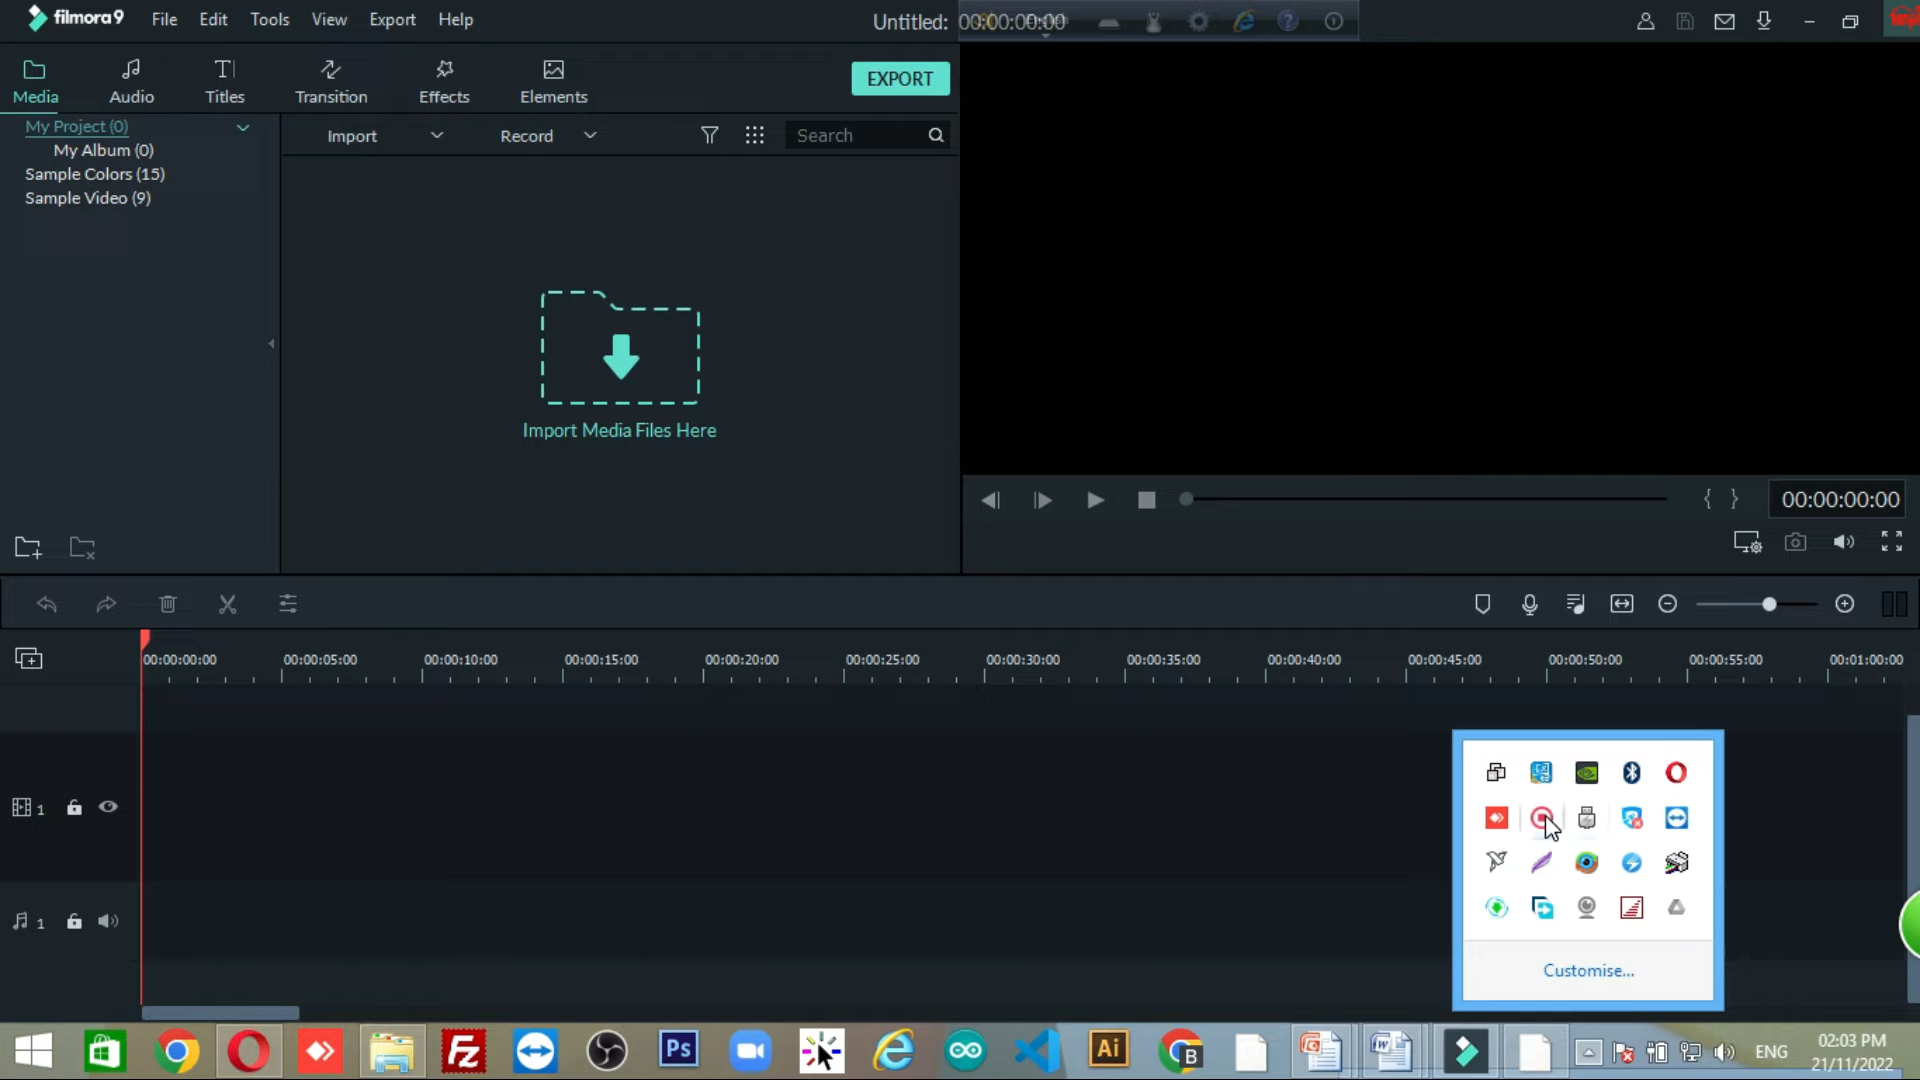 filmora9 File Edit Tools View Export Help Untitled: 00:00:00:00
Media Audio Titles Transition Effects Elements EXPORT
My Project (0)
My Album (0)
Sample Colors (15)
Sample Video (9)
Import Record Search
Import Media Files Here
{ } 00:00:00:00
00:00:00:00 00:00:05:00 00:00:10:00 00:00:15:00 00:00:20:00 00:00:25:00 00:00:30:00 00:00:35:00 00:00:40:00 00:00:45:00 00:00:50:00 00:00:55:00 00:01:00:00
1
1
Customise...
Fz Ps Ai B ENG 02:03 PM
21/11/2022